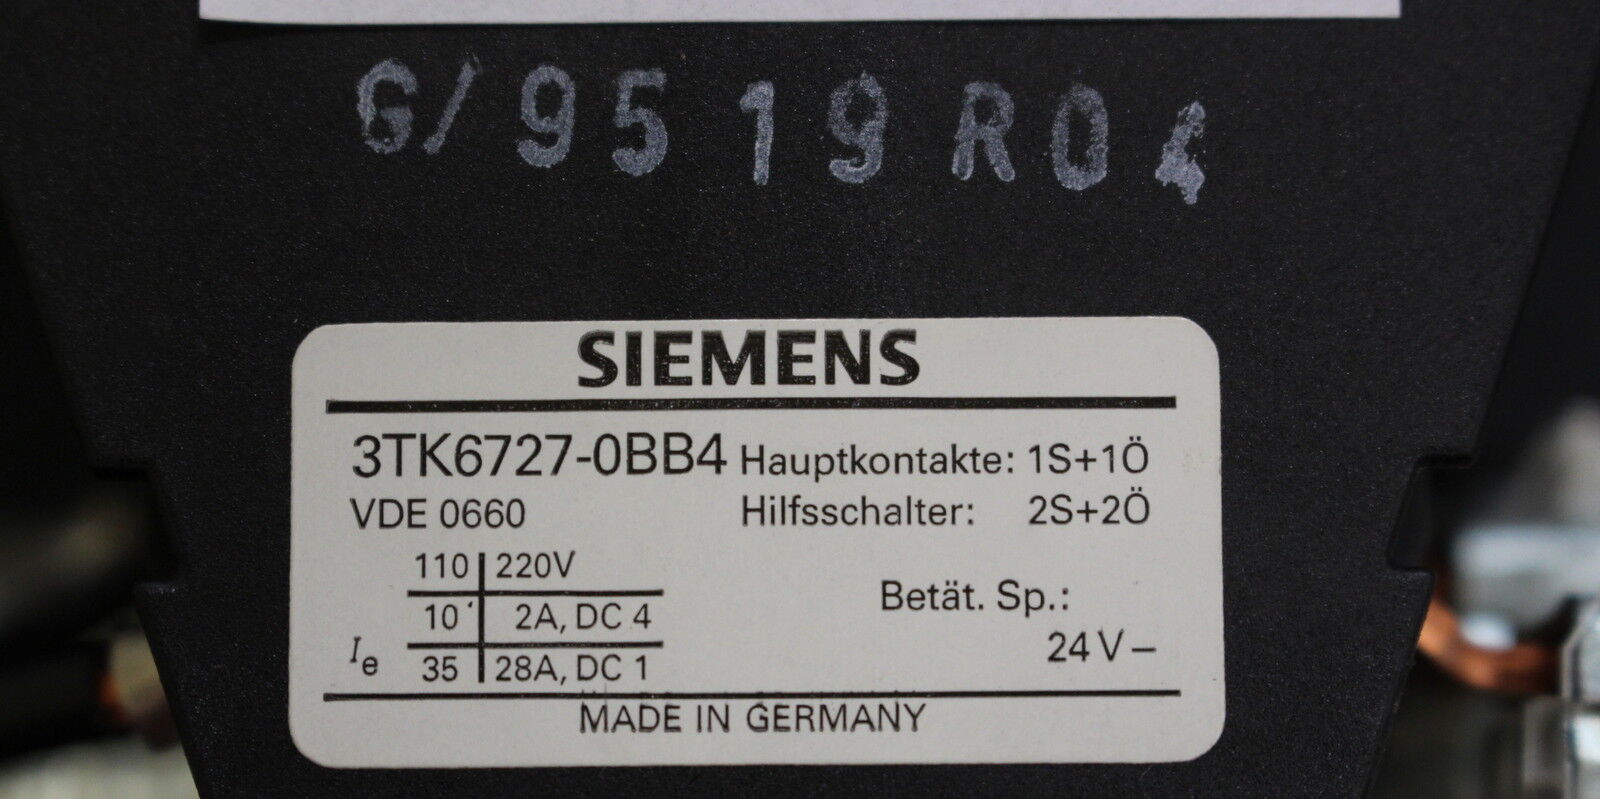 G/9519R04
SIEMENS
3TK6727-0BB4 Hauptkontakte: 1S+1Ö
VDE 0660 Hilfsschalter: 2S+2Ö
110 220V
10 2A, DC 4
Betät. Sp.:
24 V–
Ie 35 28A, DC 1
MADE IN GERMANY